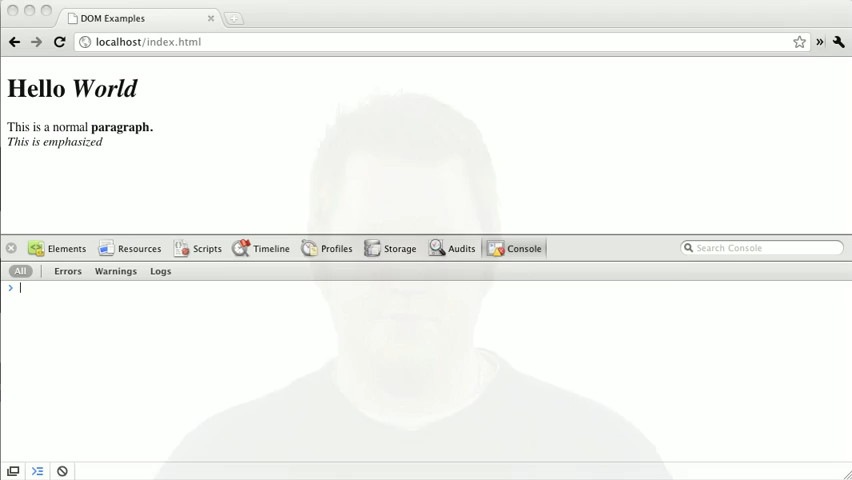 DOM Examples
localhost/index.html
»
Hello World
This is a normal paragraph.
This is emphasized
Elements Resources Scripts Timeline Profiles Storage Audits Console Search Console
All Errors Warnings Logs